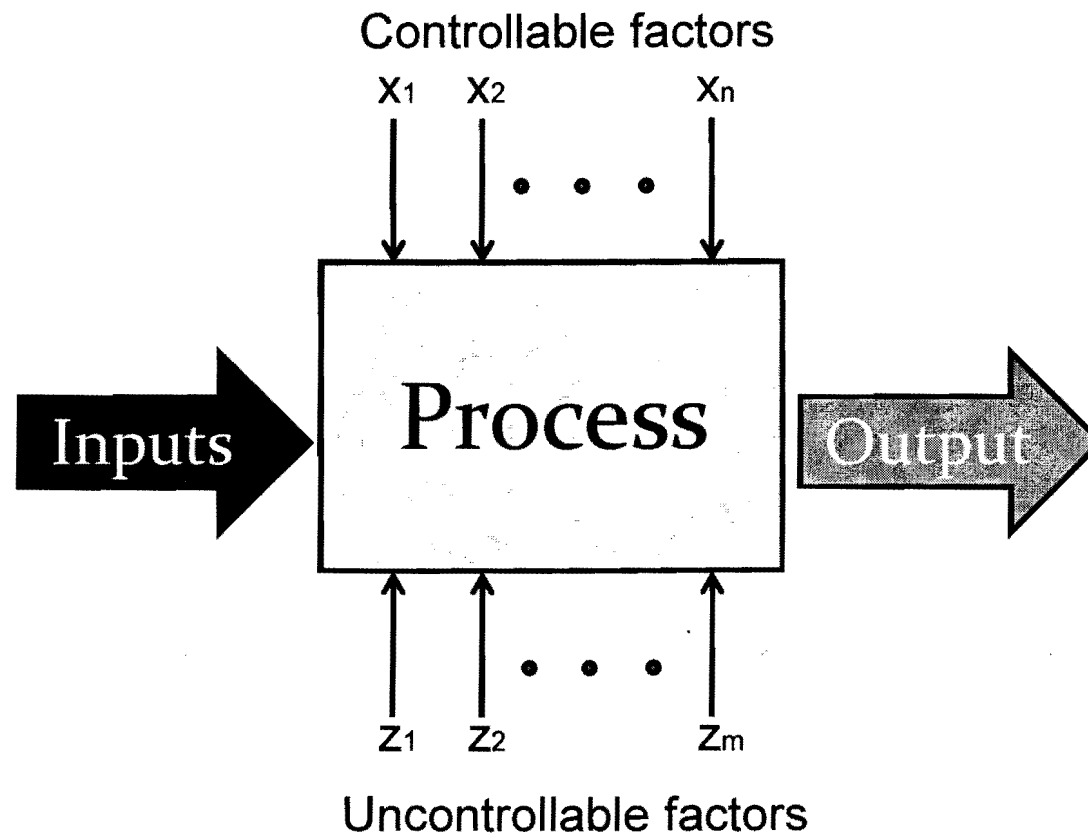 Controllable factors
x1 x2 xn
Inputs
Process
Output
z1 z2 zm
Uncontrollable factors